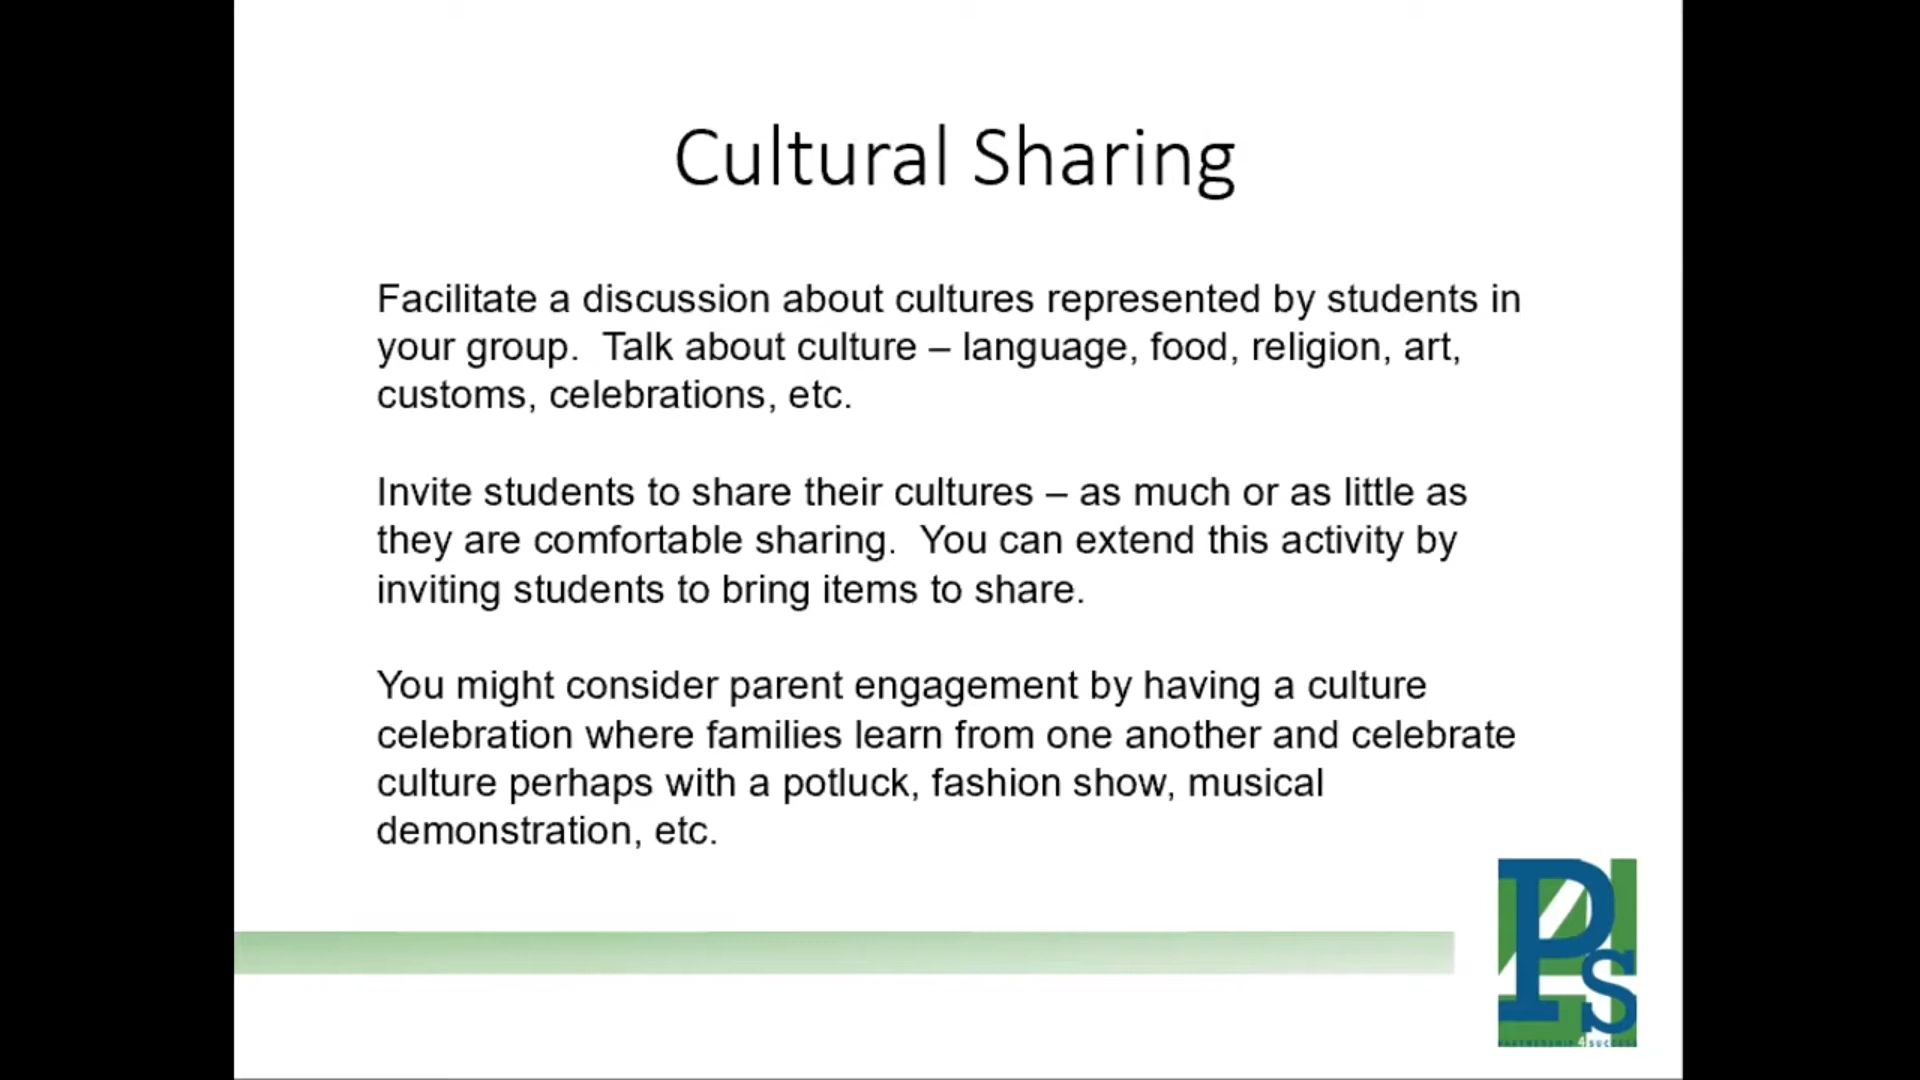 Cultural Sharing
Facilitate a discussion about cultures represented by students in
your group.  Talk about culture – language, food, religion, art,
customs, celebrations, etc.
Invite students to share their cultures – as much or as little as
they are comfortable sharing.  You can extend this activity by
inviting students to bring items to share.
You might consider parent engagement by having a culture
celebration where families learn from one another and celebrate
culture perhaps with a potluck, fashion show, musical
demonstration, etc.
P4S
PARTNERSHIP 4 SUCCESS